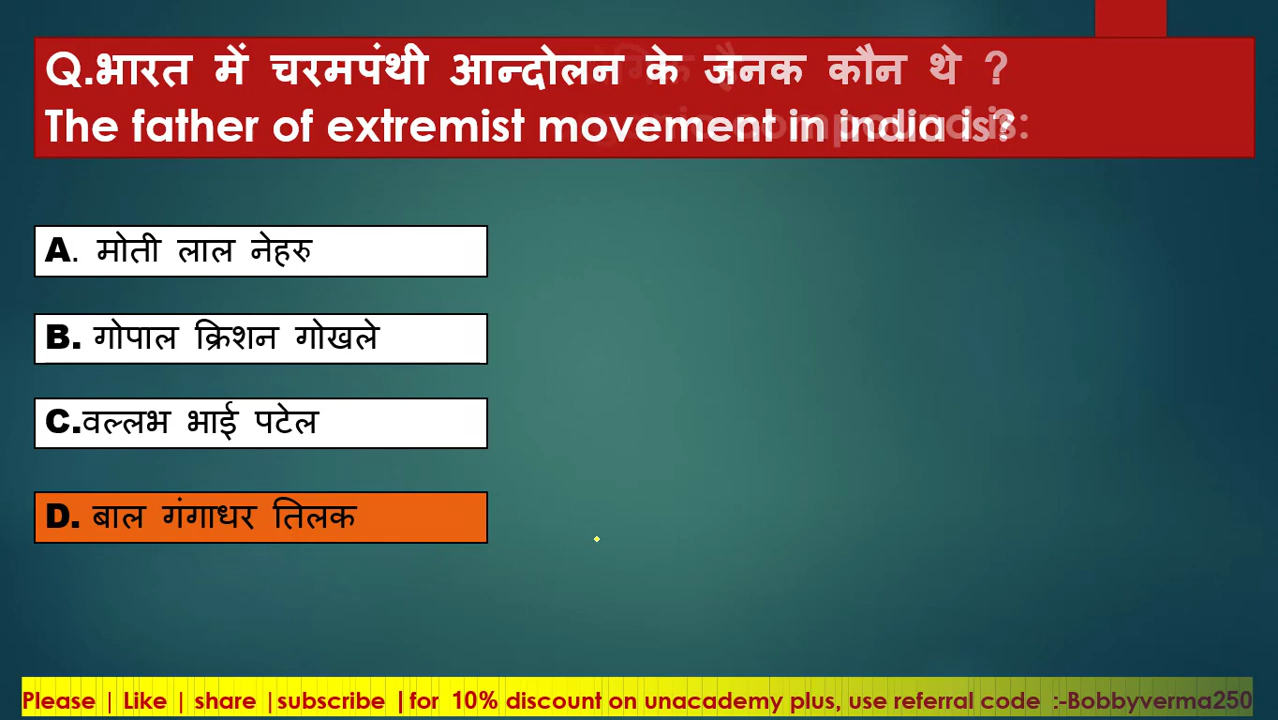 Q.भारत में चरमपंथी आन्दोलन के जनक कौन थे ?
The father of extremist movement in india is?
A. मोती लाल नेहरु
B. गोपाल क्रिशन गोखले
C.वल्लभ भाई पटेल
D. बाल गंगाधर तिलक
Please | Like | share |subscribe |for 10% discount on unacademy plus, use referral code :-Bobbyverma250